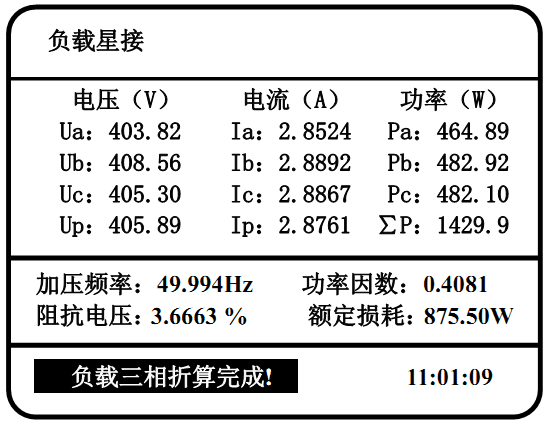 负载星接
电压（V） 电流（A） 功率（W）
Ua：403.82 Ia：2.8524 Pa：464.89
Ub：408.56 Ib：2.8892 Pb：482.92
Uc：405.30 Ic：2.8867 Pc：482.10
Up：405.89 Ip：2.8761 ∑P：1429.9
加压频率：49.994Hz 功率因数：0.4081
阻抗电压：3.6663 % 额定损耗：875.50W
负载三相折算完成! 11:01:09